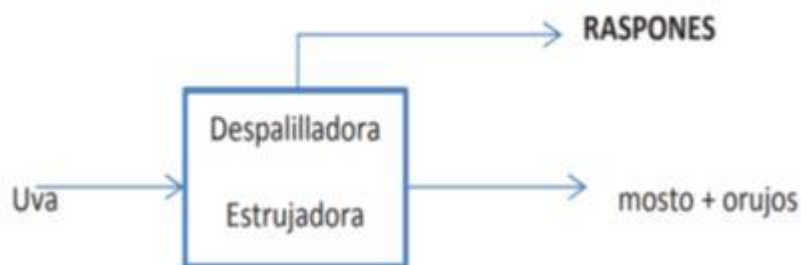 RASPONES
Despalilladora
Uva
Estrujadora
mosto + orujos